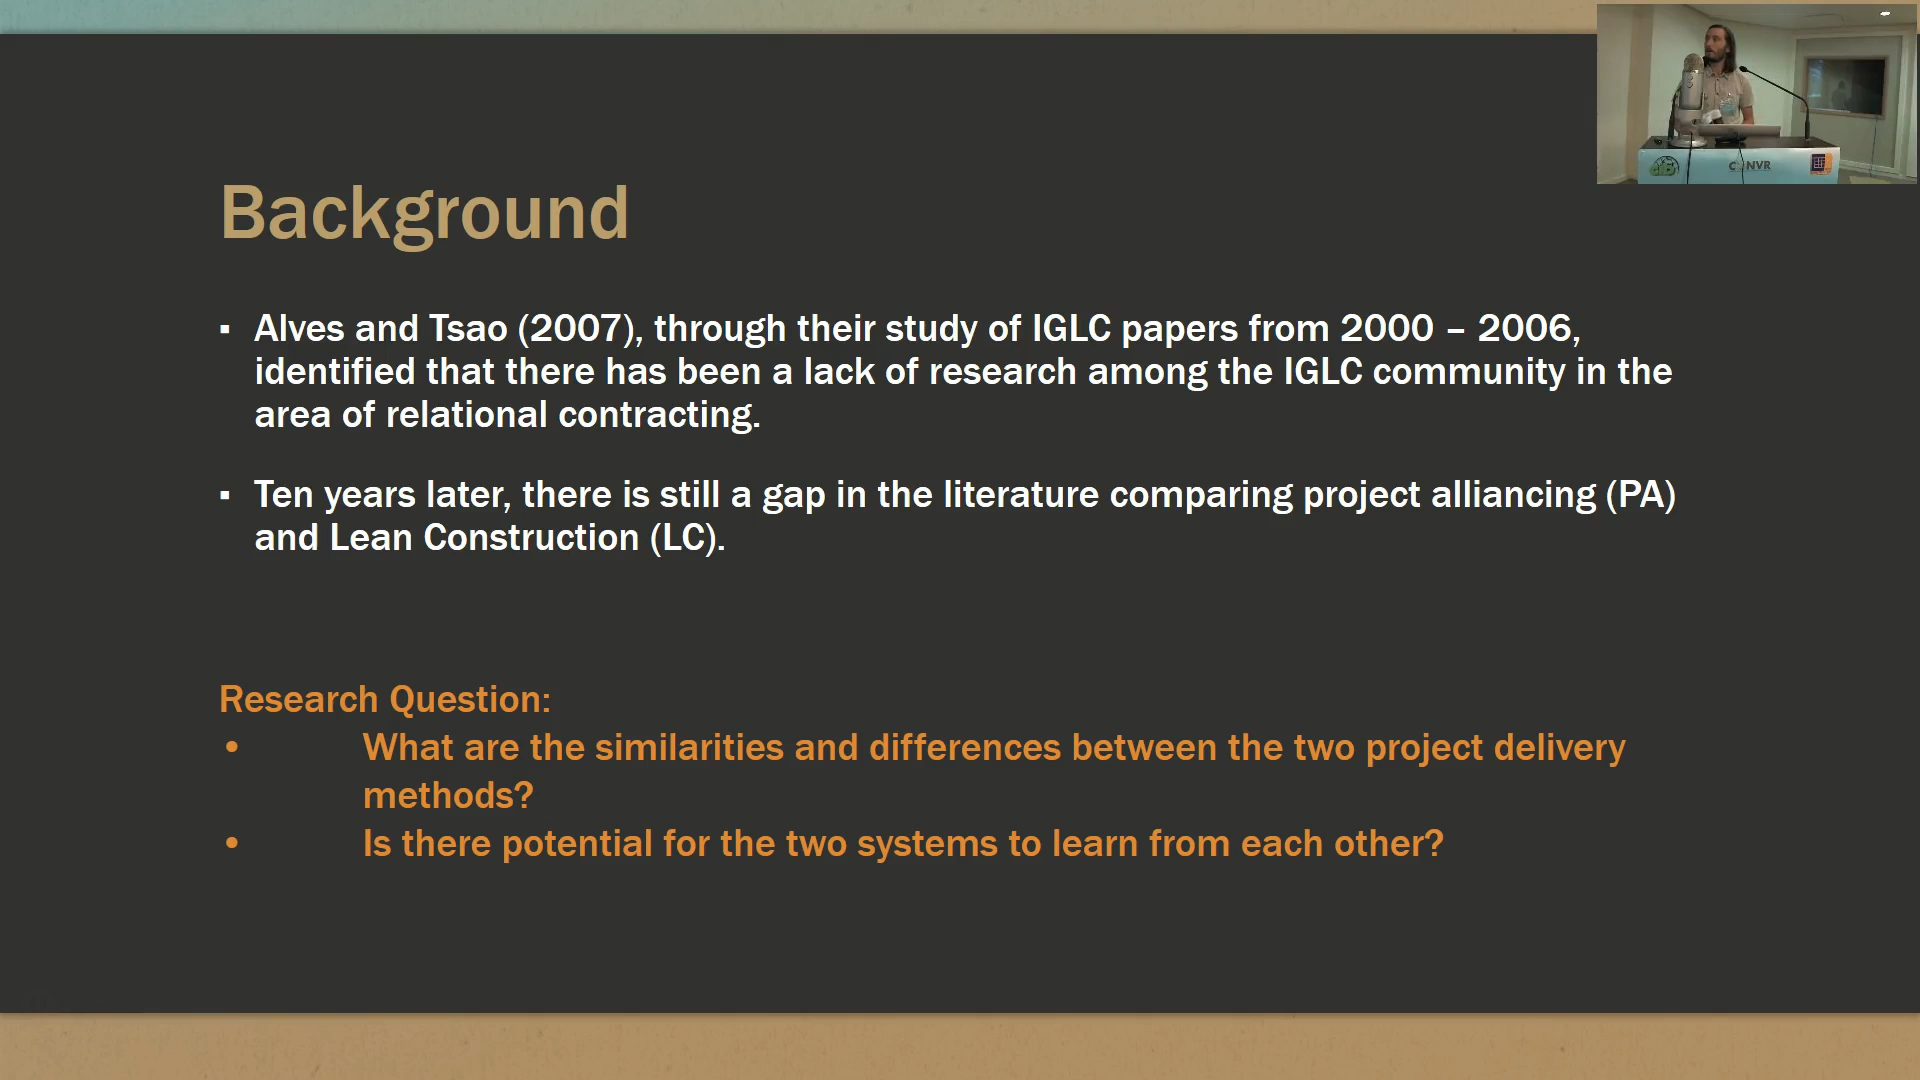 Background
▪ Alves and Tsao (2007), through their study of IGLC papers from 2000 – 2006,
identified that there has been a lack of research among the IGLC community in the
area of relational contracting.
▪ Ten years later, there is still a gap in the literature comparing project alliancing (PA)
and Lean Construction (LC).
Research Question:
• What are the similarities and differences between the two project delivery
methods?
• Is there potential for the two systems to learn from each other?